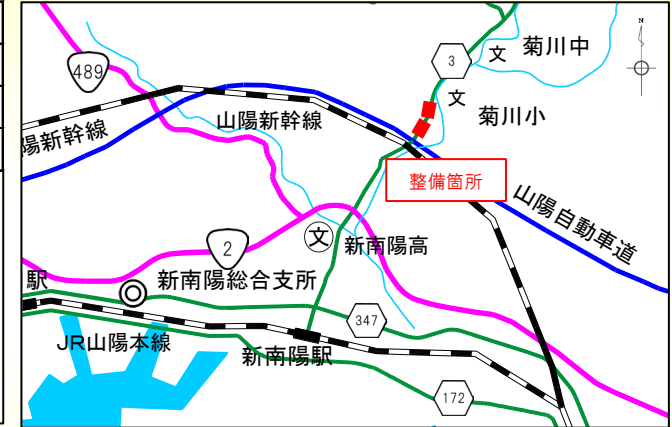 N
3
文
菊川中
489
文
菊川小
山陽新幹線
陽新幹線
整備箇所
山陽自動車道
文
新南陽高
2
駅
新南陽総合支所
347
JR山陽本線
新南陽駅
172